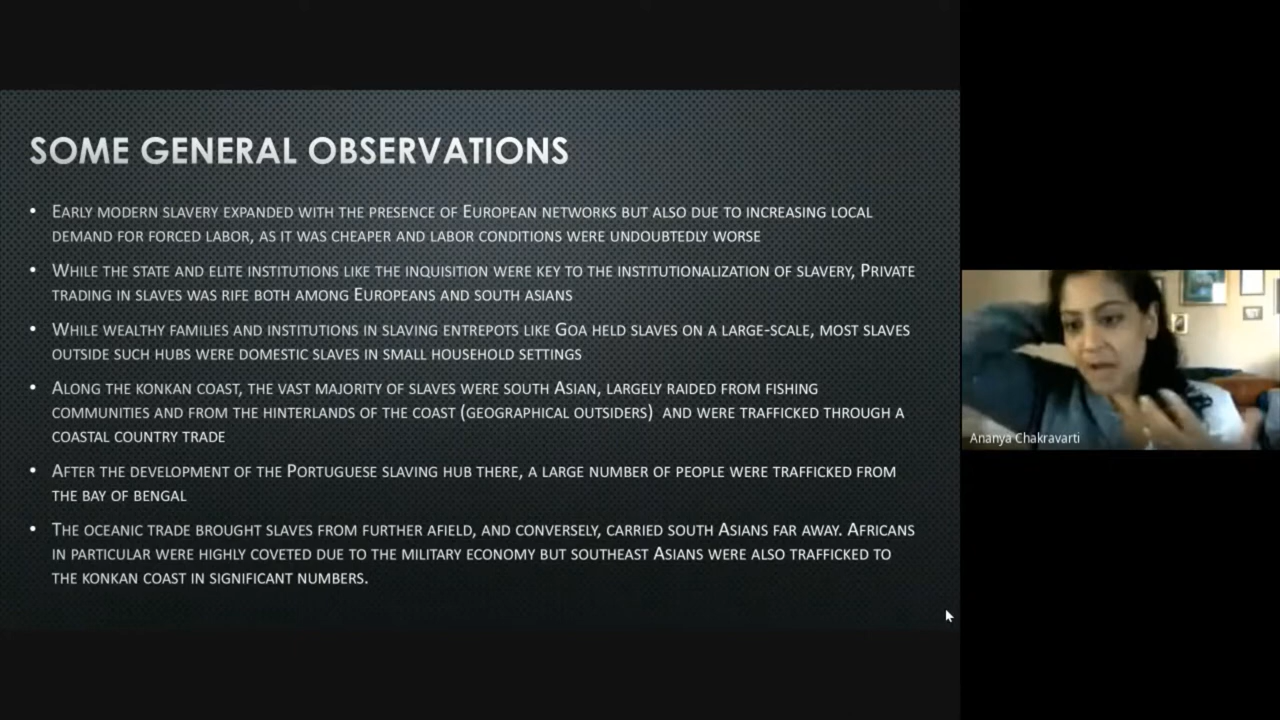 SOME GENERAL OBSERVATIONS
• EARLY MODERN SLAVERY EXPANDED WITH THE PRESENCE OF EUROPEAN NETWORKS BUT ALSO DUE TO INCREASING LOCAL
DEMAND FOR FORCED LABOR, AS IT WAS CHEAPER AND LABOR CONDITIONS WERE UNDOUBTEDLY WORSE
• WHILE THE STATE AND ELITE INSTITUTIONS LIKE THE INQUISITION WERE KEY TO THE INSTITUTIONALIZATION OF SLAVERY, PRIVATE
TRADING IN SLAVES WAS RIFE BOTH AMONG EUROPEANS AND SOUTH ASIANS
• WHILE WEALTHY FAMILIES AND INSTITUTIONS IN SLAVING ENTREPOTS LIKE GOA HELD SLAVES ON A LARGE-SCALE, MOST SLAVES
OUTSIDE SUCH HUBS WERE DOMESTIC SLAVES IN SMALL HOUSEHOLD SETTINGS
• ALONG THE KONKAN COAST, THE VAST MAJORITY OF SLAVES WERE SOUTH ASIAN, LARGELY RAIDED FROM FISHING
COMMUNITIES AND FROM THE HINTERLANDS OF THE COAST (GEOGRAPHICAL OUTSIDERS) AND WERE TRAFFICKED THROUGH A
COASTAL COUNTRY TRADE
• AFTER THE DEVELOPMENT OF THE PORTUGUESE SLAVING HUB THERE, A LARGE NUMBER OF PEOPLE WERE TRAFFICKED FROM
THE BAY OF BENGAL
• THE OCEANIC TRADE BROUGHT SLAVES FROM FURTHER AFIELD, AND CONVERSELY, CARRIED SOUTH ASIANS FAR AWAY. AFRICANS
IN PARTICULAR WERE HIGHLY COVETED DUE TO THE MILITARY ECONOMY BUT SOUTHEAST ASIANS WERE ALSO TRAFFICKED TO
THE KONKAN COAST IN SIGNIFICANT NUMBERS.
Ananya Chakravarti